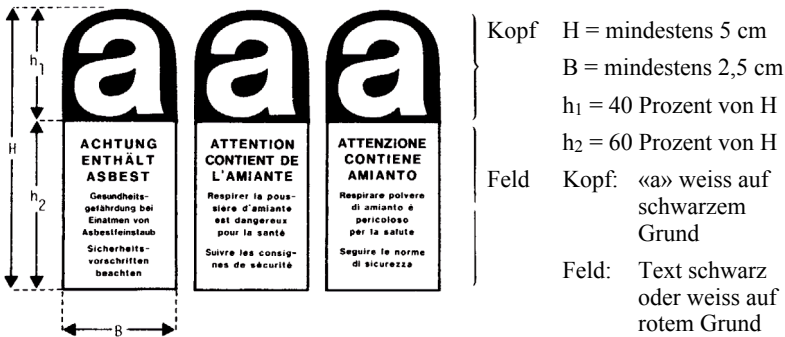 a
ACHTUNG
ENTHÄLT
ASBEST
Gesundheits-
gefährdung bei
Einatmen von
Asbestfeinstaub
Sicherheits-
vorschriften
beachten
a
ATTENTION
CONTIENT DE
L'AMIANTE
Respirer la pous-
sière d'amiante
est dangereux
pour la santé
Suivre les consig-
nes de sécurité
a
ATTENZIONE
CONTIENE
AMIANTO
Respirare polvere
di amianto è
pericoloso
per la salute
Seguire le norme
di sicurezza
H
h1
h2
B
Kopf
H = mindestens 5 cm
B = mindestens 2,5 cm
h1 = 40 Prozent von H
h2 = 60 Prozent von H
Feld
Kopf: «a» weiss auf
schwarzem
Grund
Feld: Text schwarz
oder weiss auf
rotem Grund